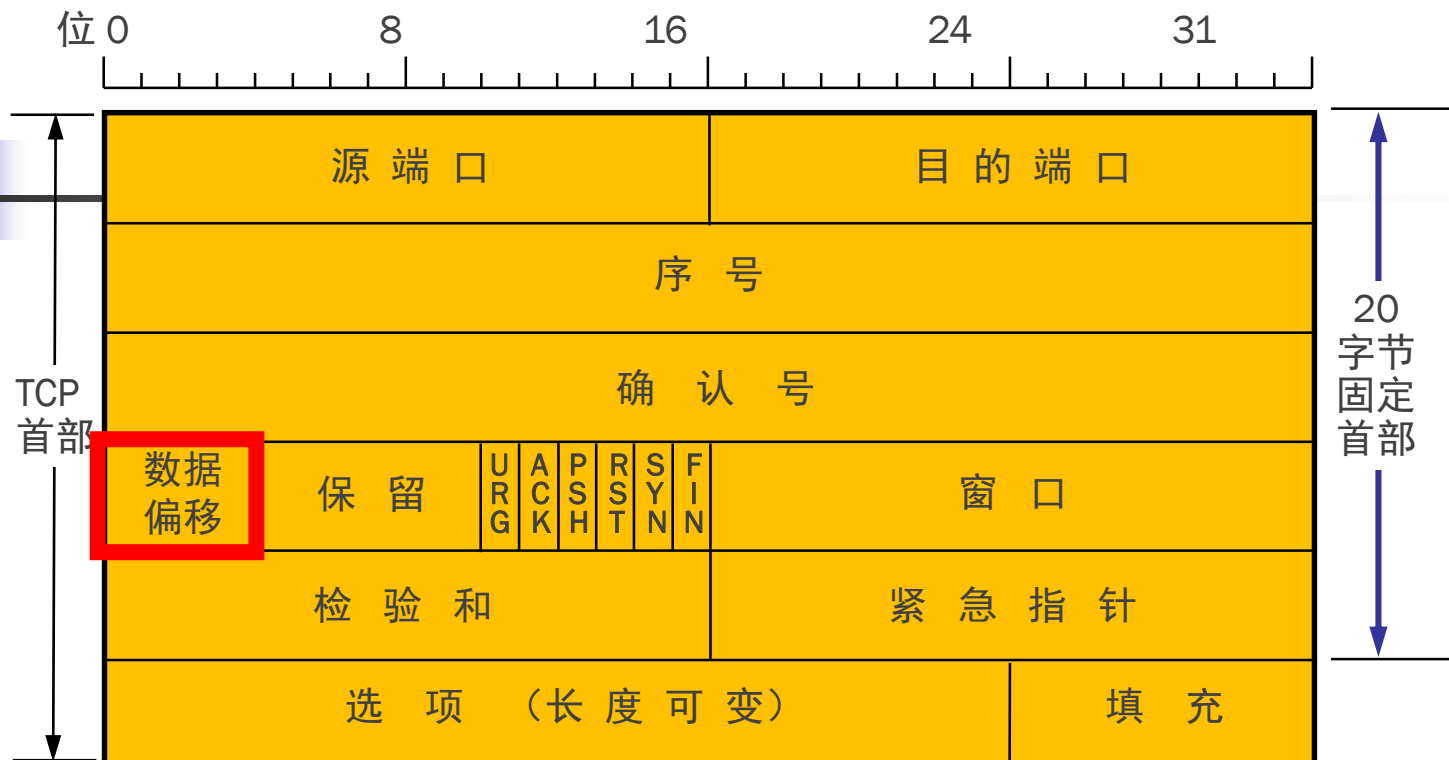 位 0 8 16 24 31
源 端 口
目 的 端 口
序 号
确 认 号
TCP
首部
20
字节
固定
首部
数据
偏移
保 留
URG
ACK
PSH
RST
SYN
FIN
窗 口
检 验 和
紧 急 指 针
选 项 （长 度 可 变）
填 充